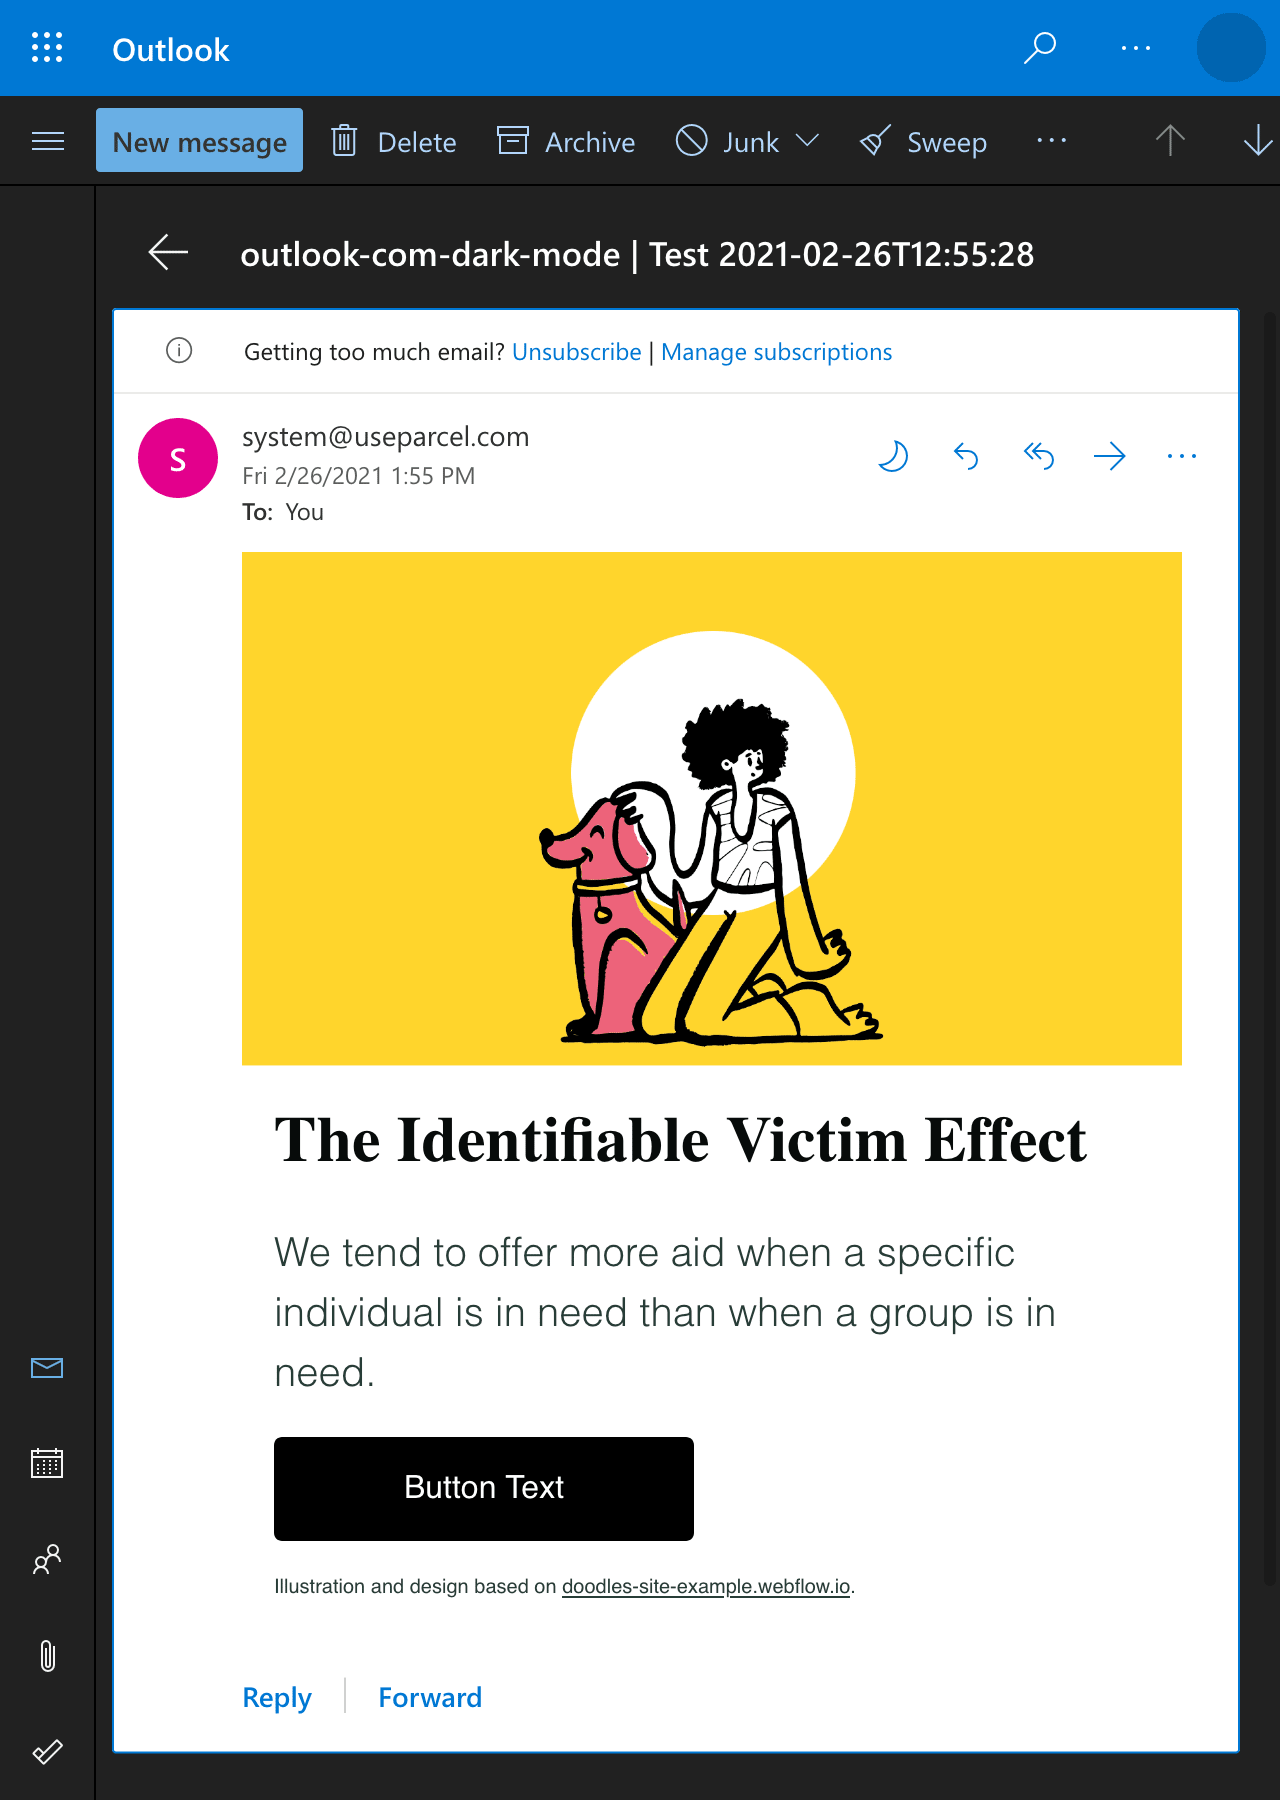 Outlook
New message Delete Archive Junk Sweep
outlook-com-dark-mode | Test 2021-02-26T12:55:28
Getting too much email? Unsubscribe | Manage subscriptions
S
system@useparcel.com
Fri 2/26/2021 1:55 PM
To: You
The Identifiable Victim Effect
We tend to offer more aid when a specific
individual is in need than when a group is in
need.
Button Text
Illustration and design based on doodles-site-example.webflow.io.
Reply | Forward